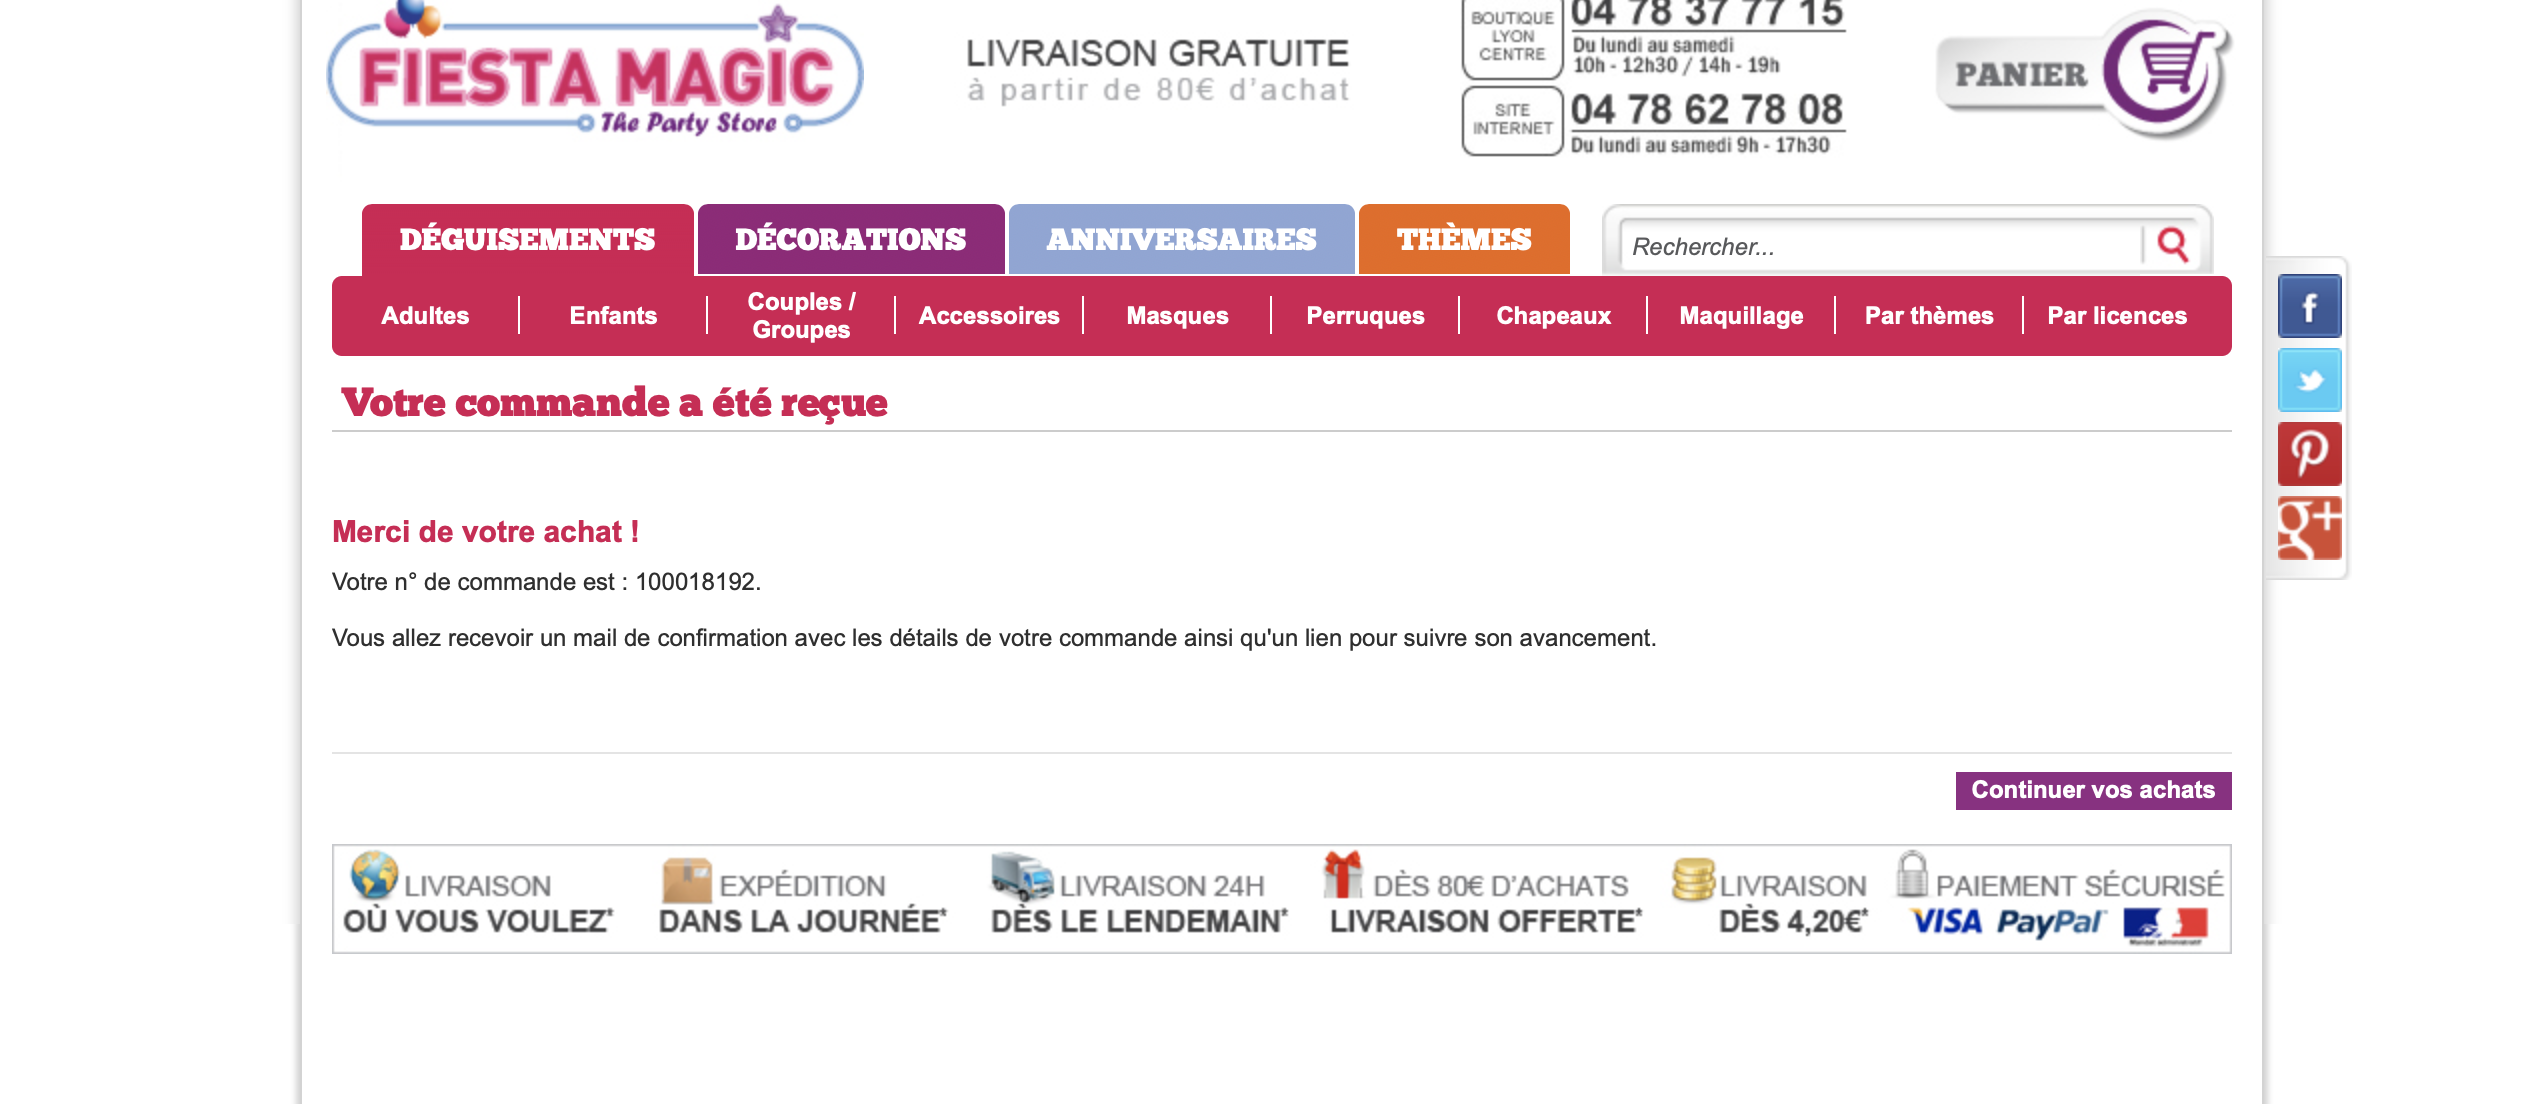 FIESTA MAGIC
The Party Store
LIVRAISON GRATUITE
à partir de 80€ d'achat
BOUTIQUE
LYON
CENTRE
04 78 37 77 15
Du lundi au samedi
10h - 12h30 / 14h - 19h
SITE
INTERNET
04 78 62 78 08
Du lundi au samedi 9h - 17h30
PANIER
DÉGUISEMENTS
DÉCORATIONS
ANNIVERSAIRES
THÈMES
Rechercher...
Adultes
Enfants
Couples /
Groupes
Accessoires
Masques
Perruques
Chapeaux
Maquillage
Par thèmes
Par licences
f
g+
Votre commande a été reçue
Merci de votre achat !
Votre n° de commande est : 100018192.
Vous allez recevoir un mail de confirmation avec les détails de votre commande ainsi qu'un lien pour suivre son avancement.
Continuer vos achats
LIVRAISON
OÙ VOUS VOULEZ*
EXPÉDITION
DANS LA JOURNÉE*
LIVRAISON 24H
DÈS LE LENDEMAIN*
DÈS 80€ D'ACHATS
LIVRAISON OFFERTE*
LIVRAISON
DÈS 4,20€*
PAIEMENT SÉCURISÉ
VISA PayPal
Mandat administratif